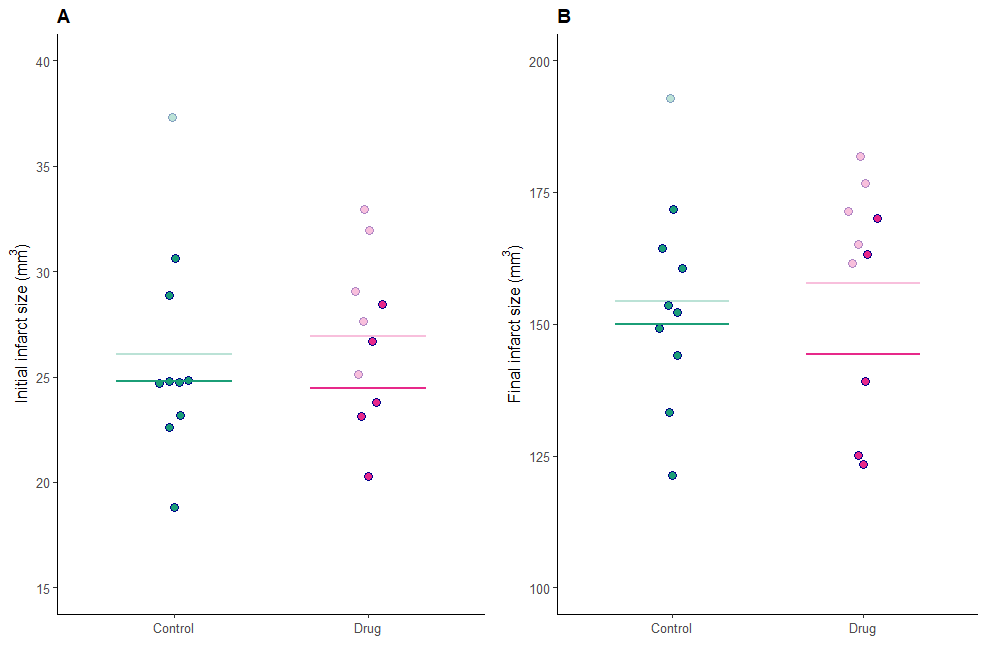 A
Initial infarct size (mm³)
40
35
30
25
20
15
Control Drug
B
Final infarct size (mm³)
200
175
150
125
100
Control Drug